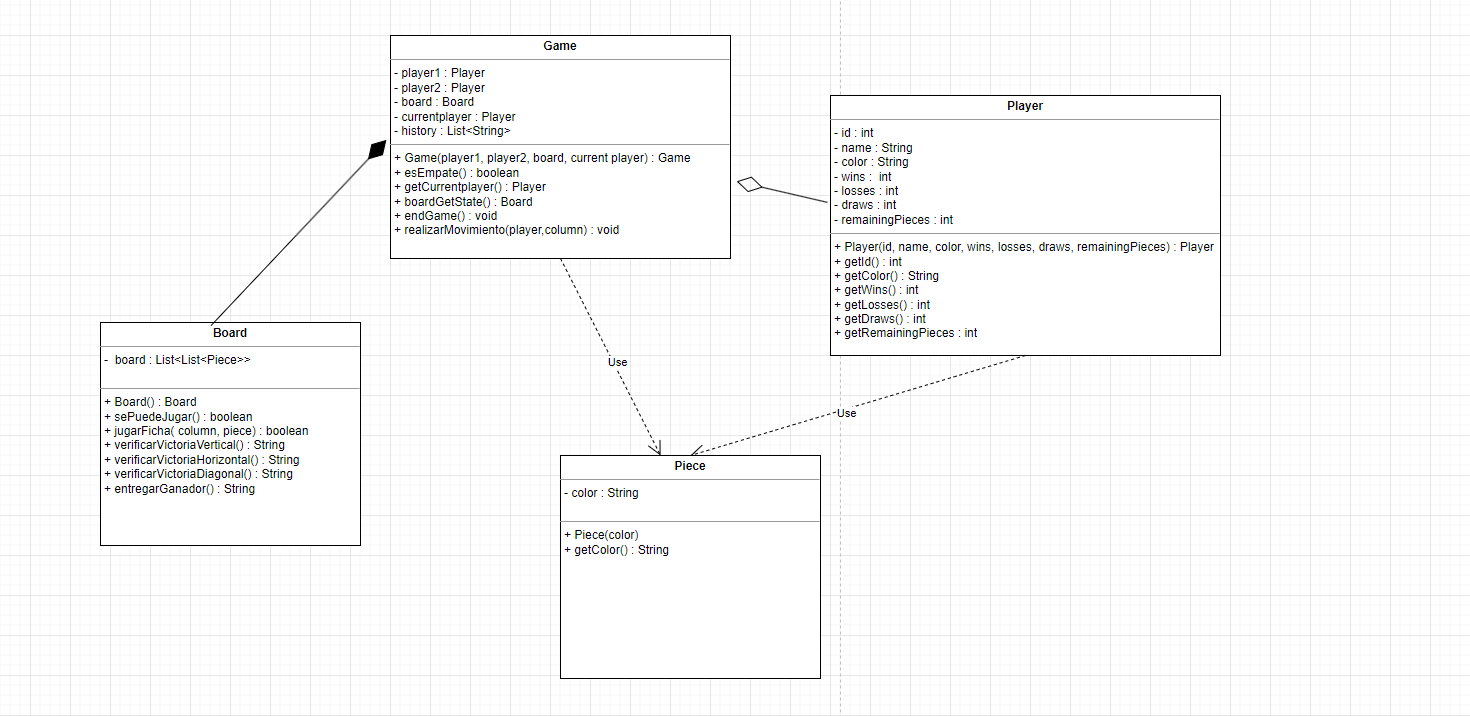 Game
- player1 : Player
- player2 : Player
- board : Board
- currentplayer : Player
- history : List<String>
+ Game(player1, player2, board, current player) : Game
+ esEmpate() : boolean
+ getCurrentplayer() : Player
+ boardGetState() : Board
+ endGame() : void
+ realizarMovimiento(player,column) : void
Player
- id : int
- name : String
- color : String
- wins :  int
- losses : int
- draws : int
- remainingPieces : int
+ Player(id, name, color, wins, losses, draws, remainingPieces) : Player
+ getId() : int
+ getColor() : String
+ getWins() : int
+ getLosses() : int
+ getDraws() : int
+ getRemainingPieces : int
Board
-  board : List<List<Piece>>
+ Board() : Board
+ sePuedeJugar() : boolean
+ jugarFicha( column, piece) : boolean
+ verificarVictoriaVertical() : String
+ verificarVictoriaHorizontal() : String
+ verificarVictoriaDiagonal() : String
+ entregarGanador() : String
Use
Use
Piece
- color : String
+ Piece(color)
+ getColor() : String